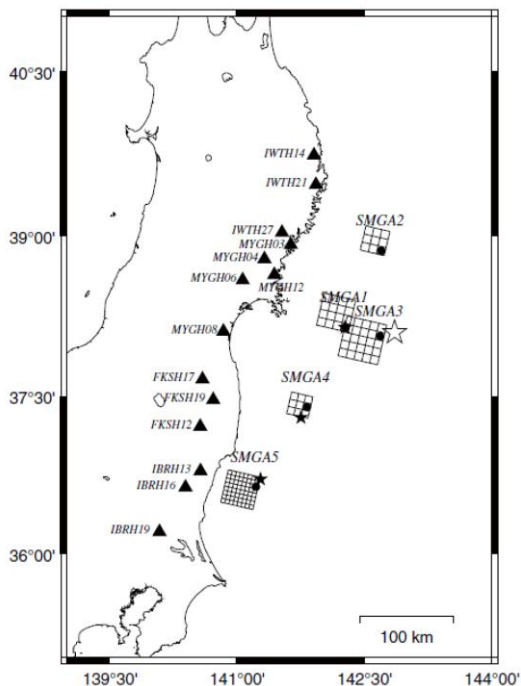 40°30'
IWTH14
IWTH21
SMGA2
39°00'
IWTH27
MYGH03
MYGH04
MYGH06
MYGH12
SMGA1
SMGA3
MYGH08
FKSH17
SMGA4
37°30'
FKSH19
FKSH12
SMGA5
IBRH13
IBRH16
IBRH19
36°00'
100 km
139°30' 141°00' 142°30' 144°00'